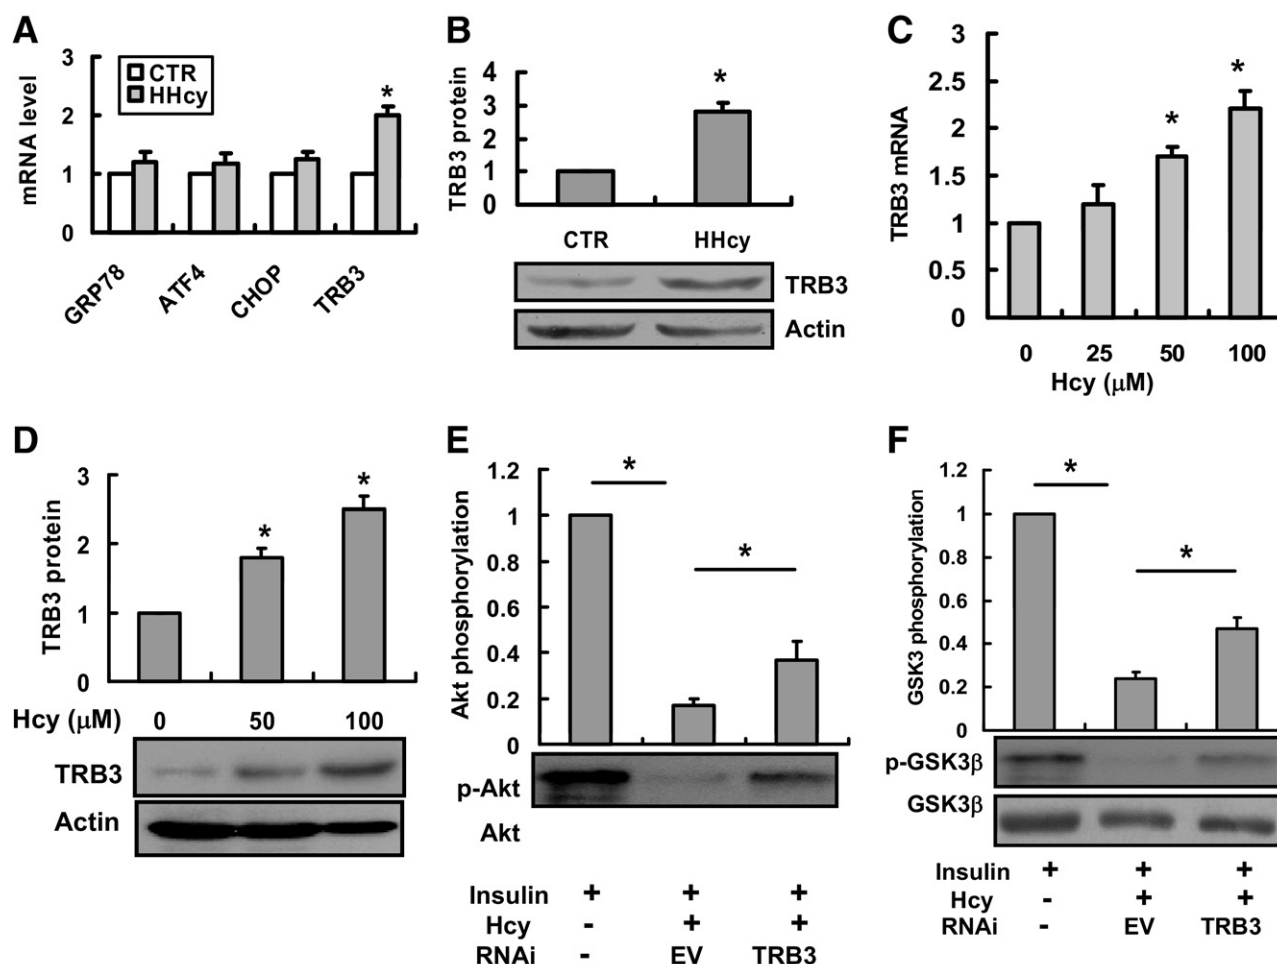 A
mRNA level
3
2
1
0
CTR
HHcy
*
GRP78
ATF4
CHOP
TRB3
B
TRB3 protein
4
3
2
1
0
*
CTR
HHcy
TRB3
Actin
C
TRB3 mRNA
3
2.5
2
1.5
1
0.5
0
*
*
0 25 50 100
Hcy (μM)
D
TRB3 protein
3
2
1
0
*
*
Hcy (μM) 0 50 100
TRB3
Actin
E
Akt phosphorylation
1.2
1
0.8
0.6
0.4
0.2
0
*
*
p-Akt
Akt
Insulin + + +
Hcy - + +
RNAi - EV TRB3
F
GSK3 phosphorylation
1.2
1
0.8
0.6
0.4
0.2
0
*
*
p-GSK3β
GSK3β
Insulin + + +
Hcy - + +
RNAi - EV TRB3